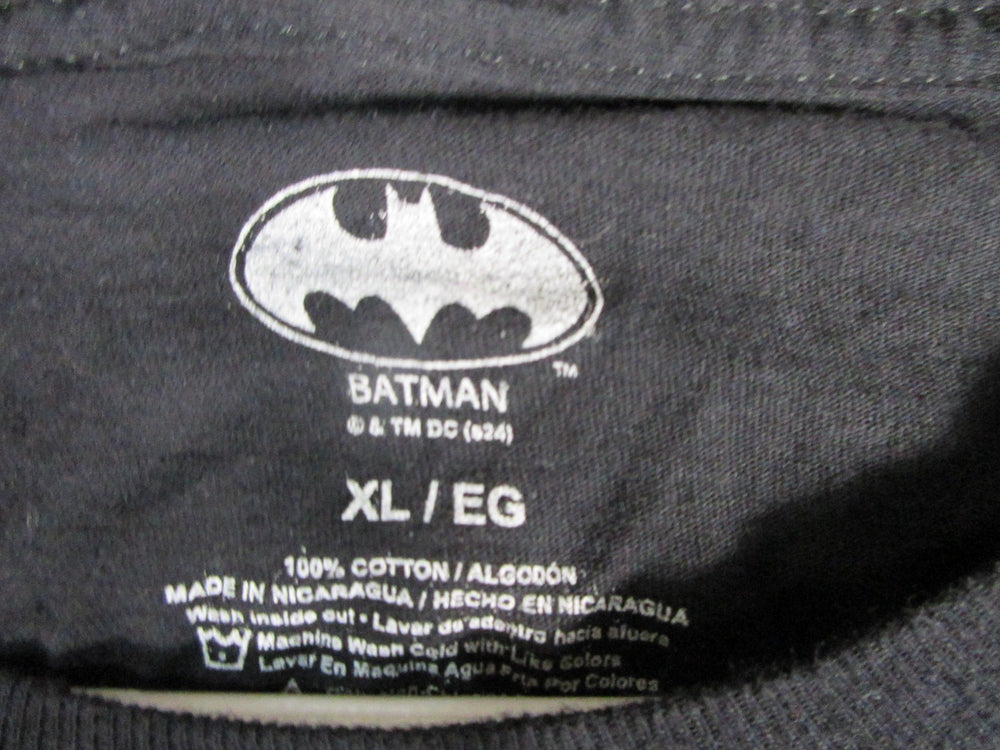 TM
BATMAN
© & TM DC (s24)
XL / EG
100% COTTON / ALGODÓN
MADE IN NICARAGUA / HECHO EN NICARAGUA
Wash inside out • Lavar de adentro hacia afuera
Machine Wash Cold with Like Colors
Lavar En Maquina Agua Fria Por Colores